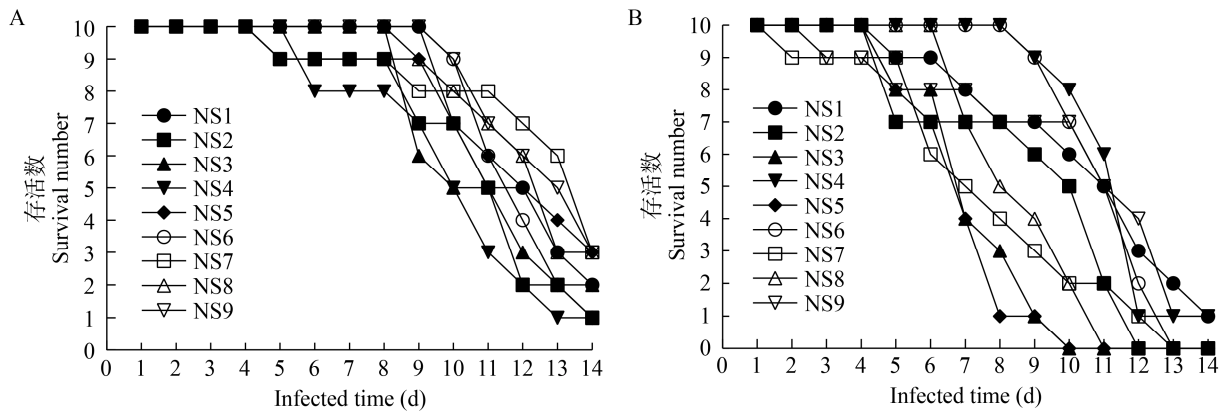 A
存活数
Survival number
10
9
8
7
6
5
4
3
2
1
0
NS1
NS2
NS3
NS4
NS5
NS6
NS7
NS8
NS9
0 1 2 3 4 5 6 7 8 9 10 11 12 13 14
Infected time (d)
B
存活数
Survival number
10
9
8
7
6
5
4
3
2
1
0
NS1
NS2
NS3
NS4
NS5
NS6
NS7
NS8
NS9
0 1 2 3 4 5 6 7 8 9 10 11 12 13 14
Infected time (d)